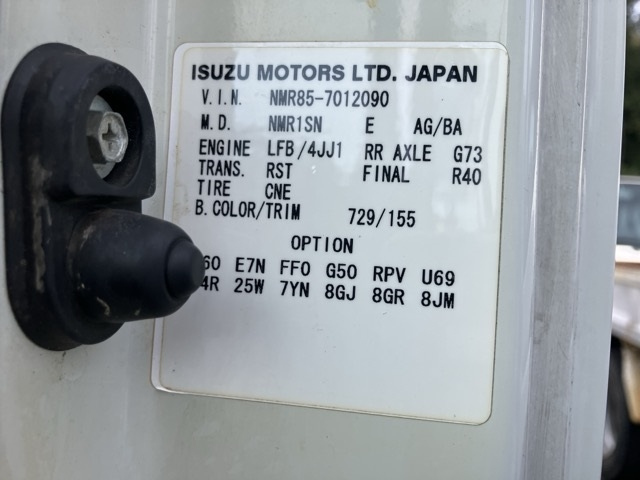 ISUZU MOTORS LTD. JAPAN
V.I.N. NMR85-7012090
M.D. NMR1SN E AG/BA
ENGINE LFB/4JJ1 RR AXLE G73
TRANS. RST FINAL R40
TIRE CNE
B.COLOR/TRIM 729/155
OPTION
E7N FF0 G50 RPV U69
25W 7YN 8GJ 8GR 8JM